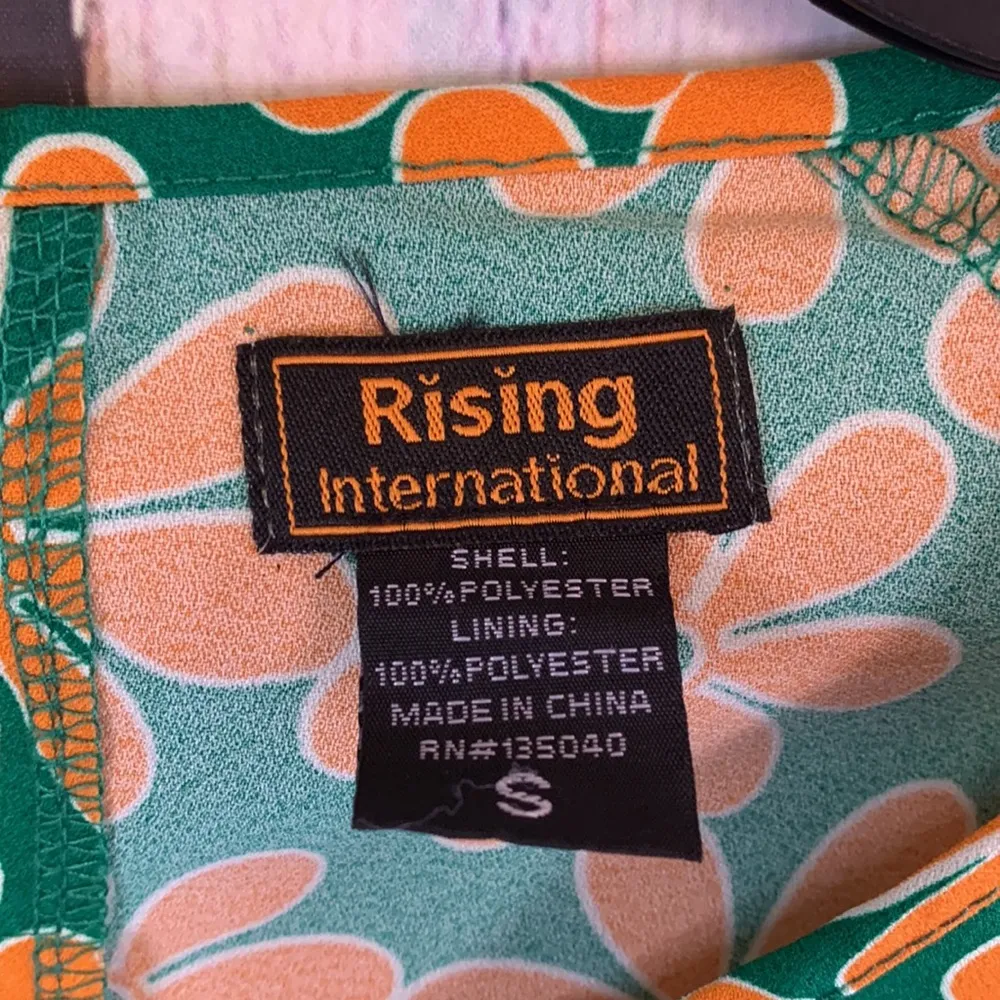 Rising
International
SHELL:
100%POLYESTER
LINING:
100%POLYESTER
MADE IN CHINA
RN#135040
S